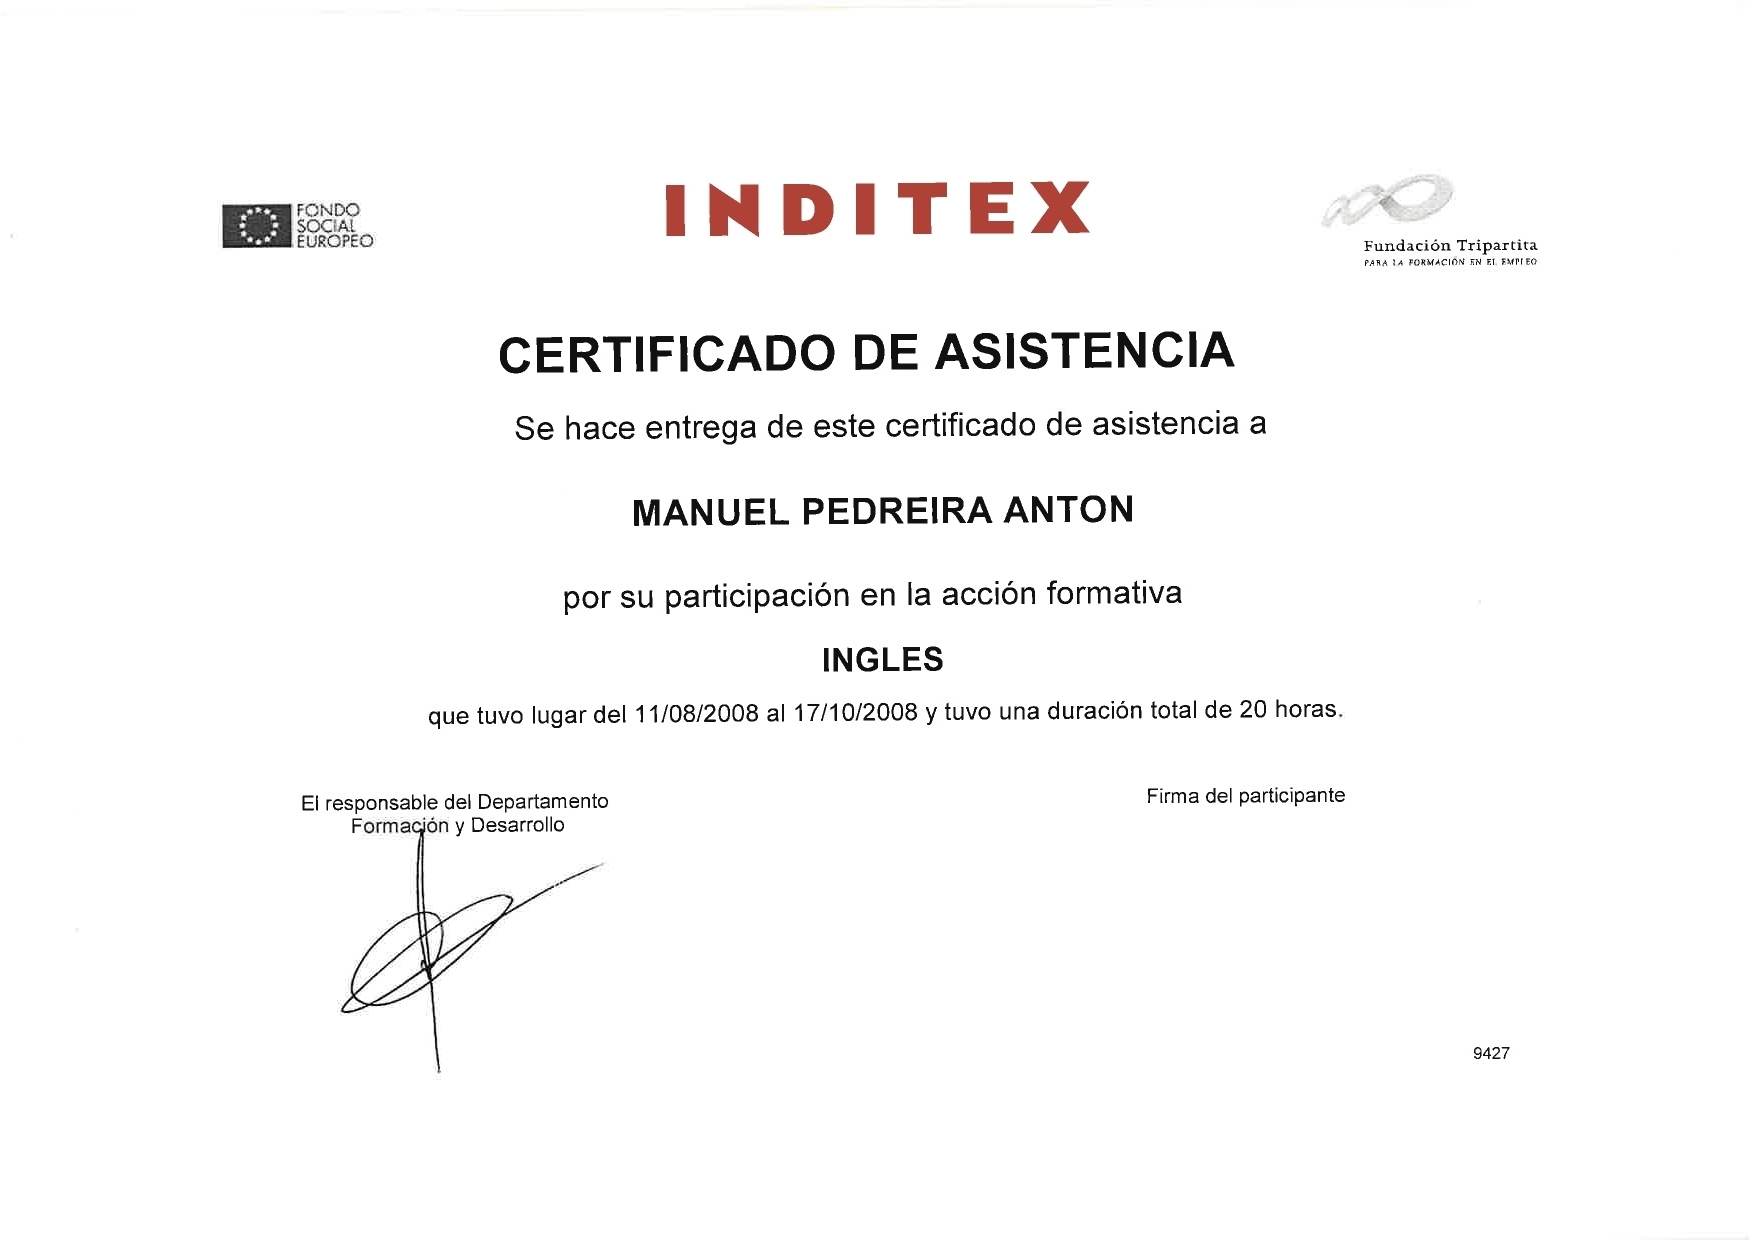 FONDO
SOCIAL
EUROPEO
INDITEX
Fundación Tripartita
PARA LA FORMACIÓN EN EL EMPLEO
CERTIFICADO DE ASISTENCIA
Se hace entrega de este certificado de asistencia a
MANUEL PEDREIRA ANTON
por su participación en la acción formativa
INGLES
que tuvo lugar del 11/08/2008 al 17/10/2008 y tuvo una duración total de 20 horas.
El responsable del Departamento
Formación y Desarrollo
Firma del participante
9427